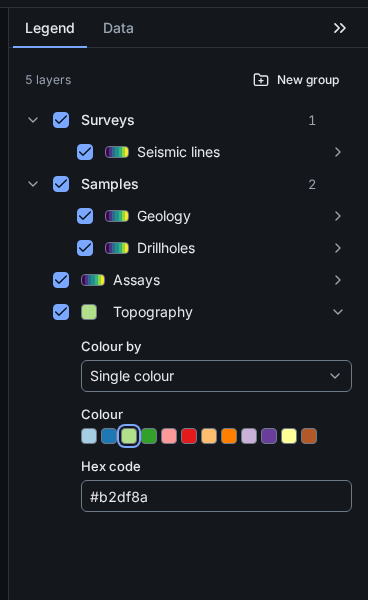 Legend Data
5 layers New group
Surveys 1
Seismic lines
Samples 2
Geology
Drillholes
Assays
Topography
Colour by
Single colour
Colour
Hex code
#b2df8a